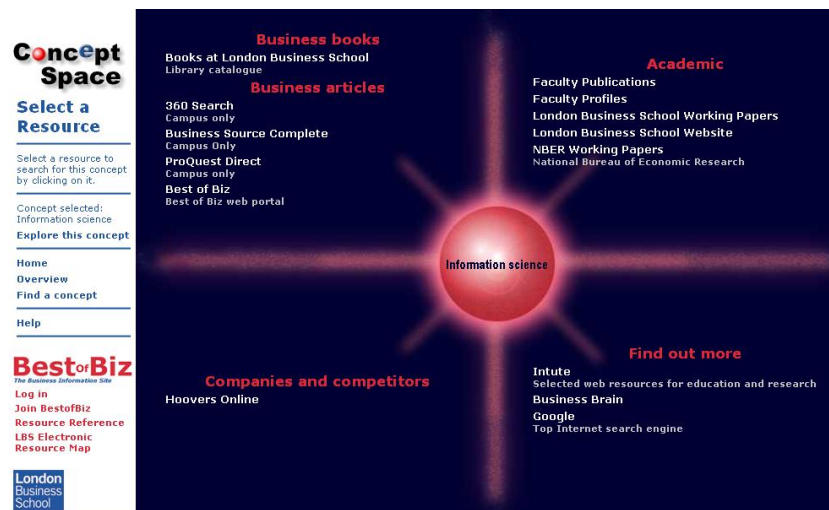 Concept
Space
Select a
Resource
Select a resource to
search for this concept
by clicking on it.
Concept selected:
Information science
Explore this concept
Home
Overview
Find a concept
Help
BestofBiz
The Business Information Site
Log in
Join BestofBiz
Resource Reference
LBS Electronic
Resource Map
London
Business
School
Business books
Books at London Business School
Library catalogue
Business articles
360 Search
Campus only
Business Source Complete
Campus Only
ProQuest Direct
Campus only
Best of Biz
Best of Biz web portal
Academic
Faculty Publications
Faculty Profiles
London Business School Working Papers
London Business School Website
NBER Working Papers
National Bureau of Economic Research
Information science
Companies and competitors
Hoovers Online
Find out more
Intute
Selected web resources for education and research
Business Brain
Google
Top Internet search engine